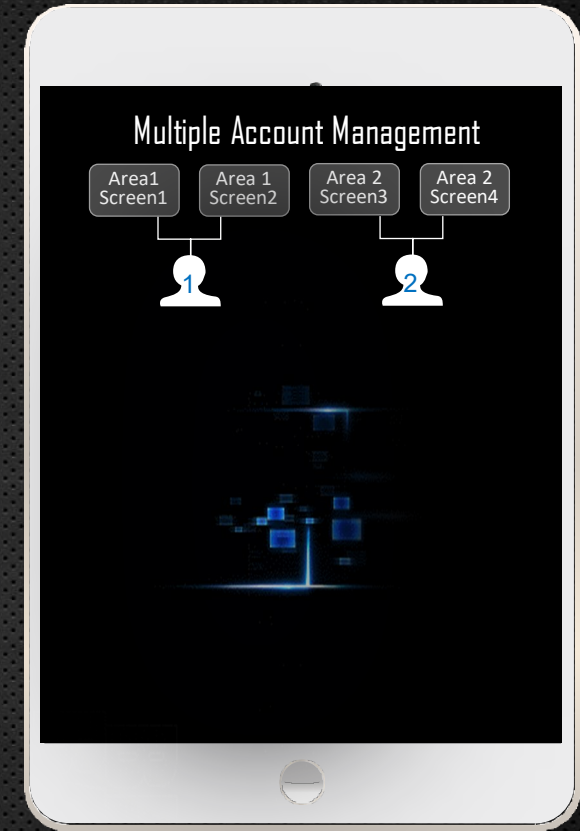 Multiple Account Management
Area1
Screen1
Area 1
Screen2
Area 2
Screen3
Area 2
Screen4
1
2